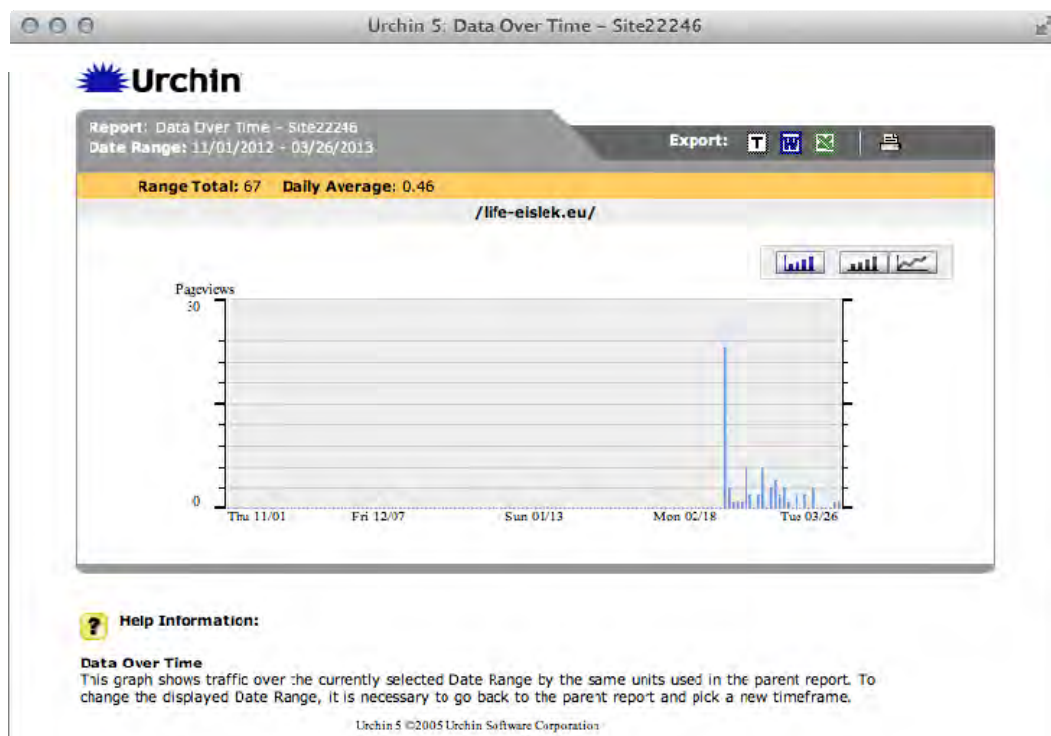 Urchin 5: Data Over Time – Site22246
Urchin
Report: Data Over Time – Site22246
Date Range: 11/01/2012 - 03/26/2013
Export: T W X
Range Total: 67 Daily Average: 0.46
/life-eislek.eu/
Pageviews
30
0
Thu 11/01 Fri 12/07 Sun 01/13 Mon 02/18 Tue 03/26
? Help Information:
Data Over Time
This graph shows traffic over the currently selected Date Range by the same units used in the parent report. To
change the displayed Date Range, it is necessary to go back to the parent report and pick a new timeframe.
Urchin 5 ©2005 Urchin Software Corporation